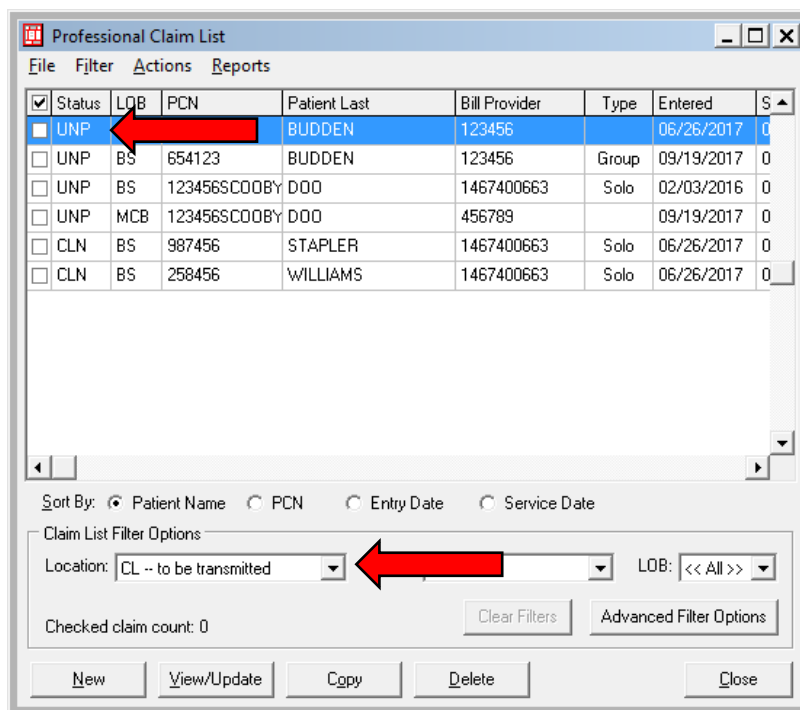 Professional Claim List
File Filter Actions Reports
Status LOB PCN Patient Last Bill Provider Type Entered S
UNP BUDDEN 123456 06/26/2017 0
UNP BS 654123 BUDDEN 123456 Group 09/19/2017 0
UNP BS 123456SCOOBY DOO 1467400663 Solo 02/03/2016 0
UNP MCB 123456SCOOBY DOO 456789 09/19/2017 0
CLN BS 987456 STAPLER 1467400663 Solo 06/26/2017 0
CLN BS 258456 WILLIAMS 1467400663 Solo 06/26/2017 0
Sort By: Patient Name PCN Entry Date Service Date
Claim List Filter Options
Location: CL -- to be transmitted LOB: << All >>
Clear Filters Advanced Filter Options
Checked claim count: 0
New View/Update Copy Delete Close